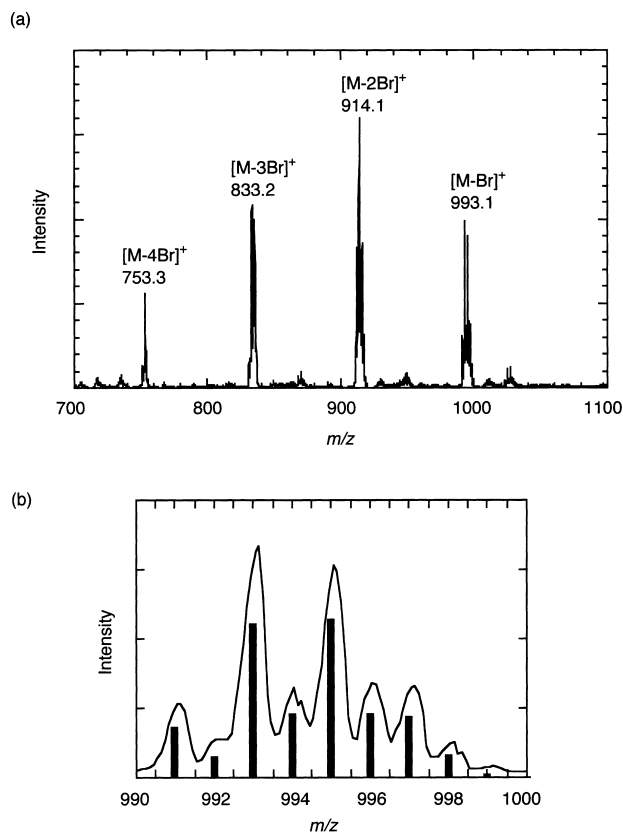 (a)
[M-2Br]+
914.1
[M-3Br]+
833.2
[M-Br]+
993.1
[M-4Br]+
753.3
Intensity
700 800 900 1000 1100
m/z
(b)
Intensity
990 992 994 996 998 1000
m/z